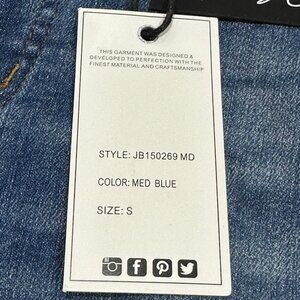 THIS GARMENT WAS DESIGNED &
DEVELOPED TO PERFECTION WITH THE
FINEST MATERIAL AND CRAFTSMANSHIP
STYLE: JB150269 MD
COLOR: MED BLUE
SIZE: S